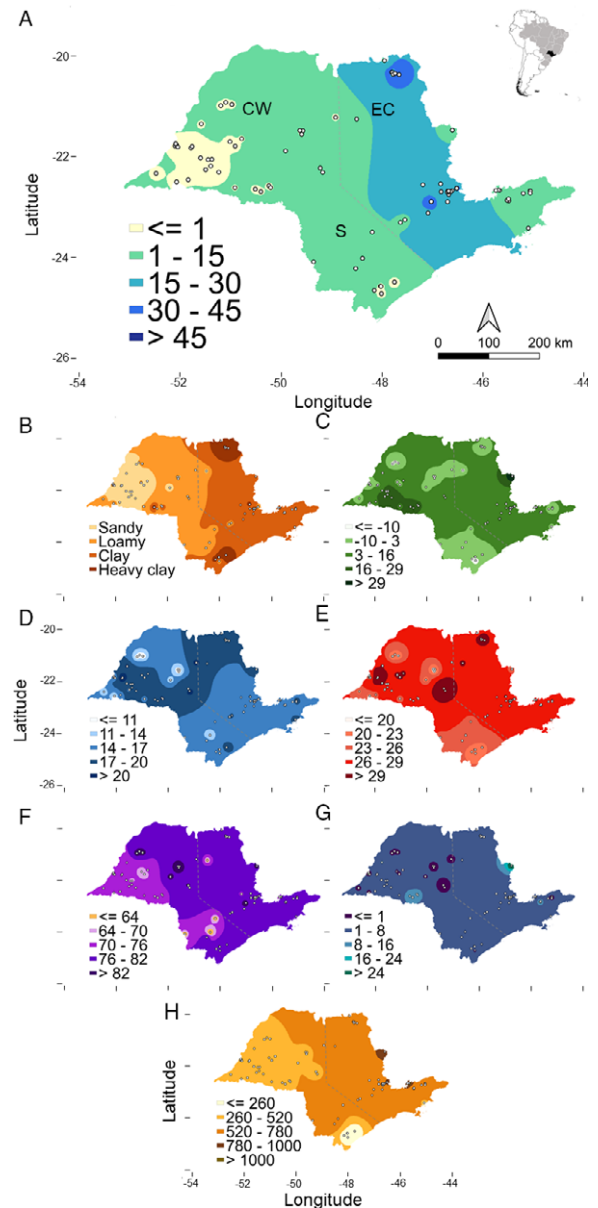 A
-20
CW
EC
-22
Latitude
S
-24
<= 1
1 - 15
15 - 30
30 - 45
> 45
0 100 200 km
-26
-54 -52 -50 -48 -46 -44
Longitude
B
Sandy
Loamy
Clay
Heavy clay
C
<= -10
-10 - 3
3 - 16
16 - 29
> 29
D
-20
-22
Latitude
-24
-26
<= 11
11 - 14
14 - 17
17 - 20
> 20
E
<= 20
20 - 23
23 - 26
26 - 29
> 29
F
<= 64
64 - 70
70 - 76
76 - 82
> 82
G
<= 1
1 - 8
8 - 16
16 - 24
> 24
H
Latitude
<= 260
260 - 520
520 - 780
780 - 1000
> 1000
-54 -52 -50 -48 -46 -44
Longitude